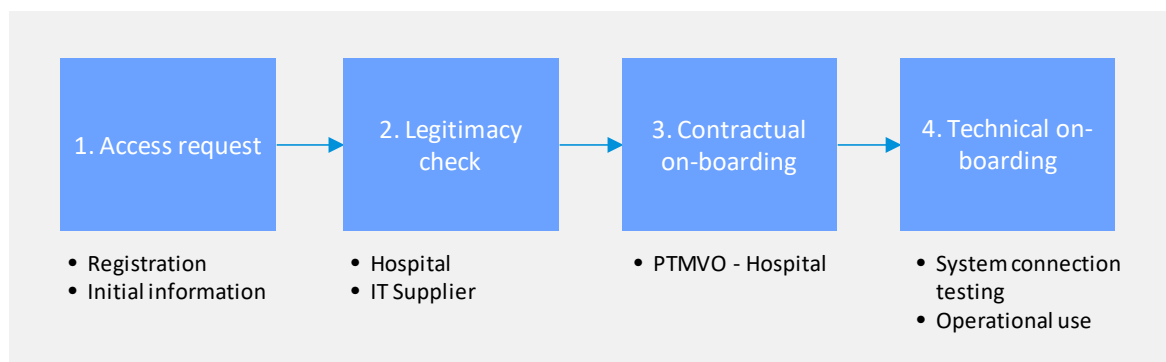 1. Access request
2. Legitimacy
check
3. Contractual
on-boarding
4. Technical on-
boarding
• Registration
• Initial information
• Hospital
• IT Supplier
• PTMVO - Hospital
• System connection
testing
• Operational use